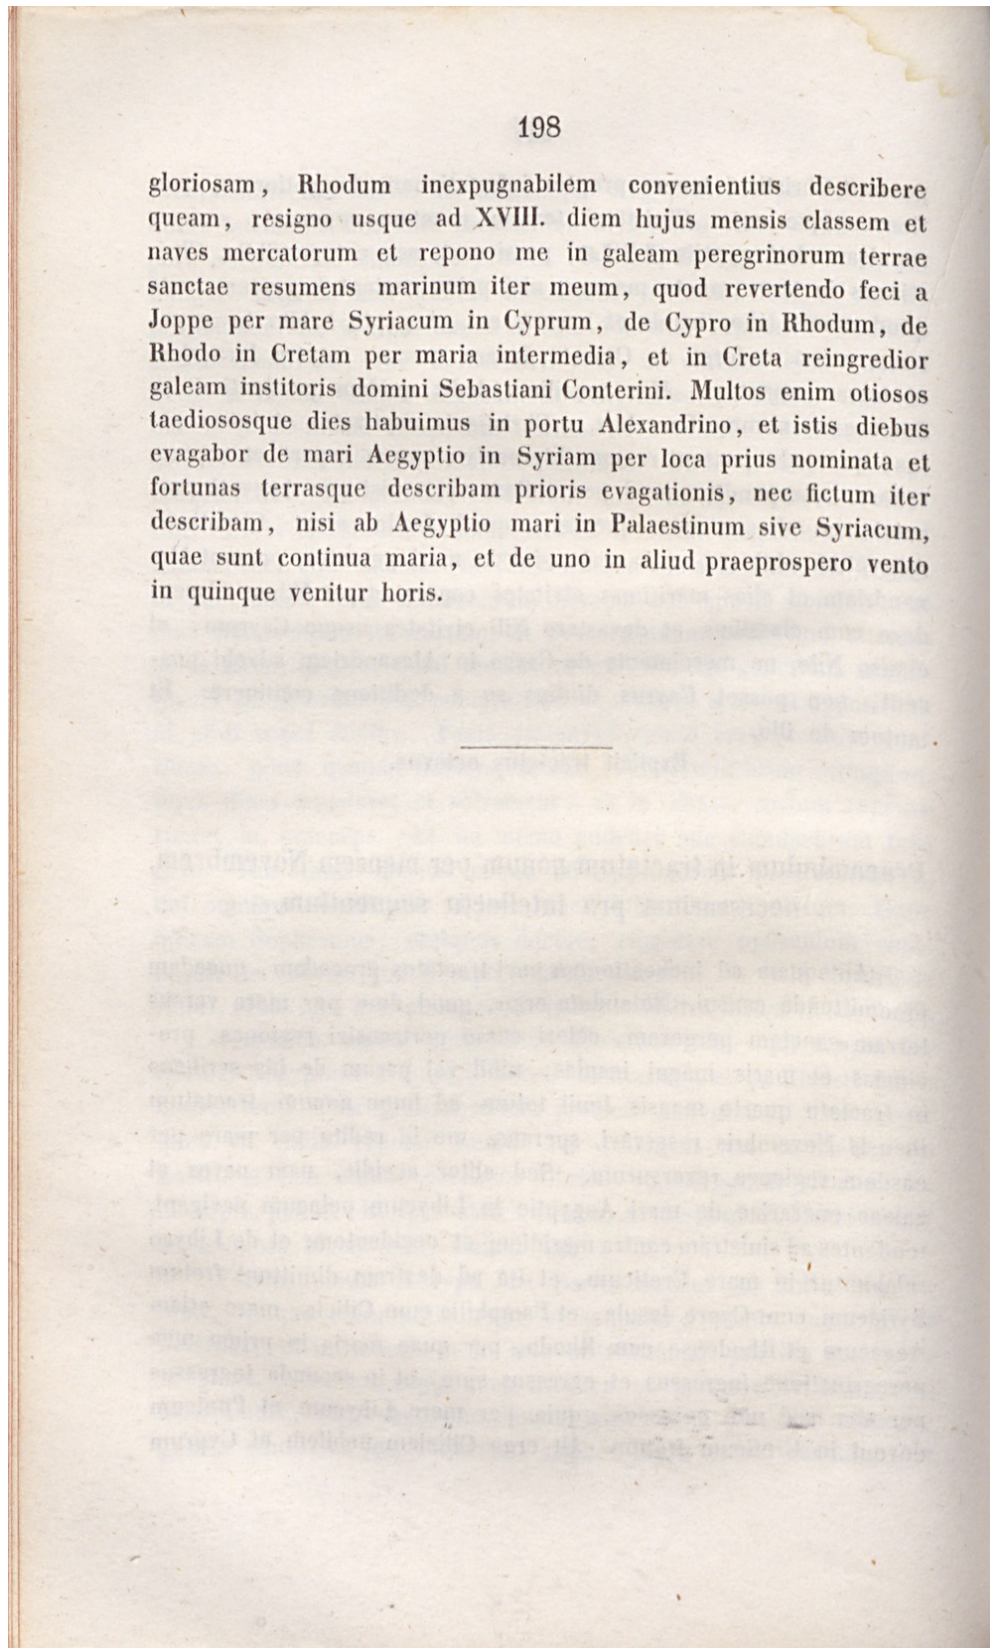 198
gloriosam, Rhodum inexpugnabilem convenientius describere
queam, resigno usque ad XVIII. diem hujus mensis classem et
naves mercatorum et repono me in galeam peregrinorum terrae
sanctae resumens marinum iter meum, quod revertendo feci a
Joppe per mare Syriacum in Cyprum, de Cypro in Rhodum, de
Rhodo in Cretam per maria intermedia, et in Creta reingredior
galeam institoris domini Sebastiani Conterini. Multos enim otiosos
taediososque dies habuimus in portu Alexandrino, et istis diebus
evagabor de mari Aegyptio in Syriam per loca prius nominata et
fortunas terrasque describam prioris evagationis, nec fictum iter
describam, nisi ab Aegyptio mari in Palaestinum sive Syriacum,
quae sunt continua maria, et de uno in aliud praeprospero vento
in quinque venitur horis.